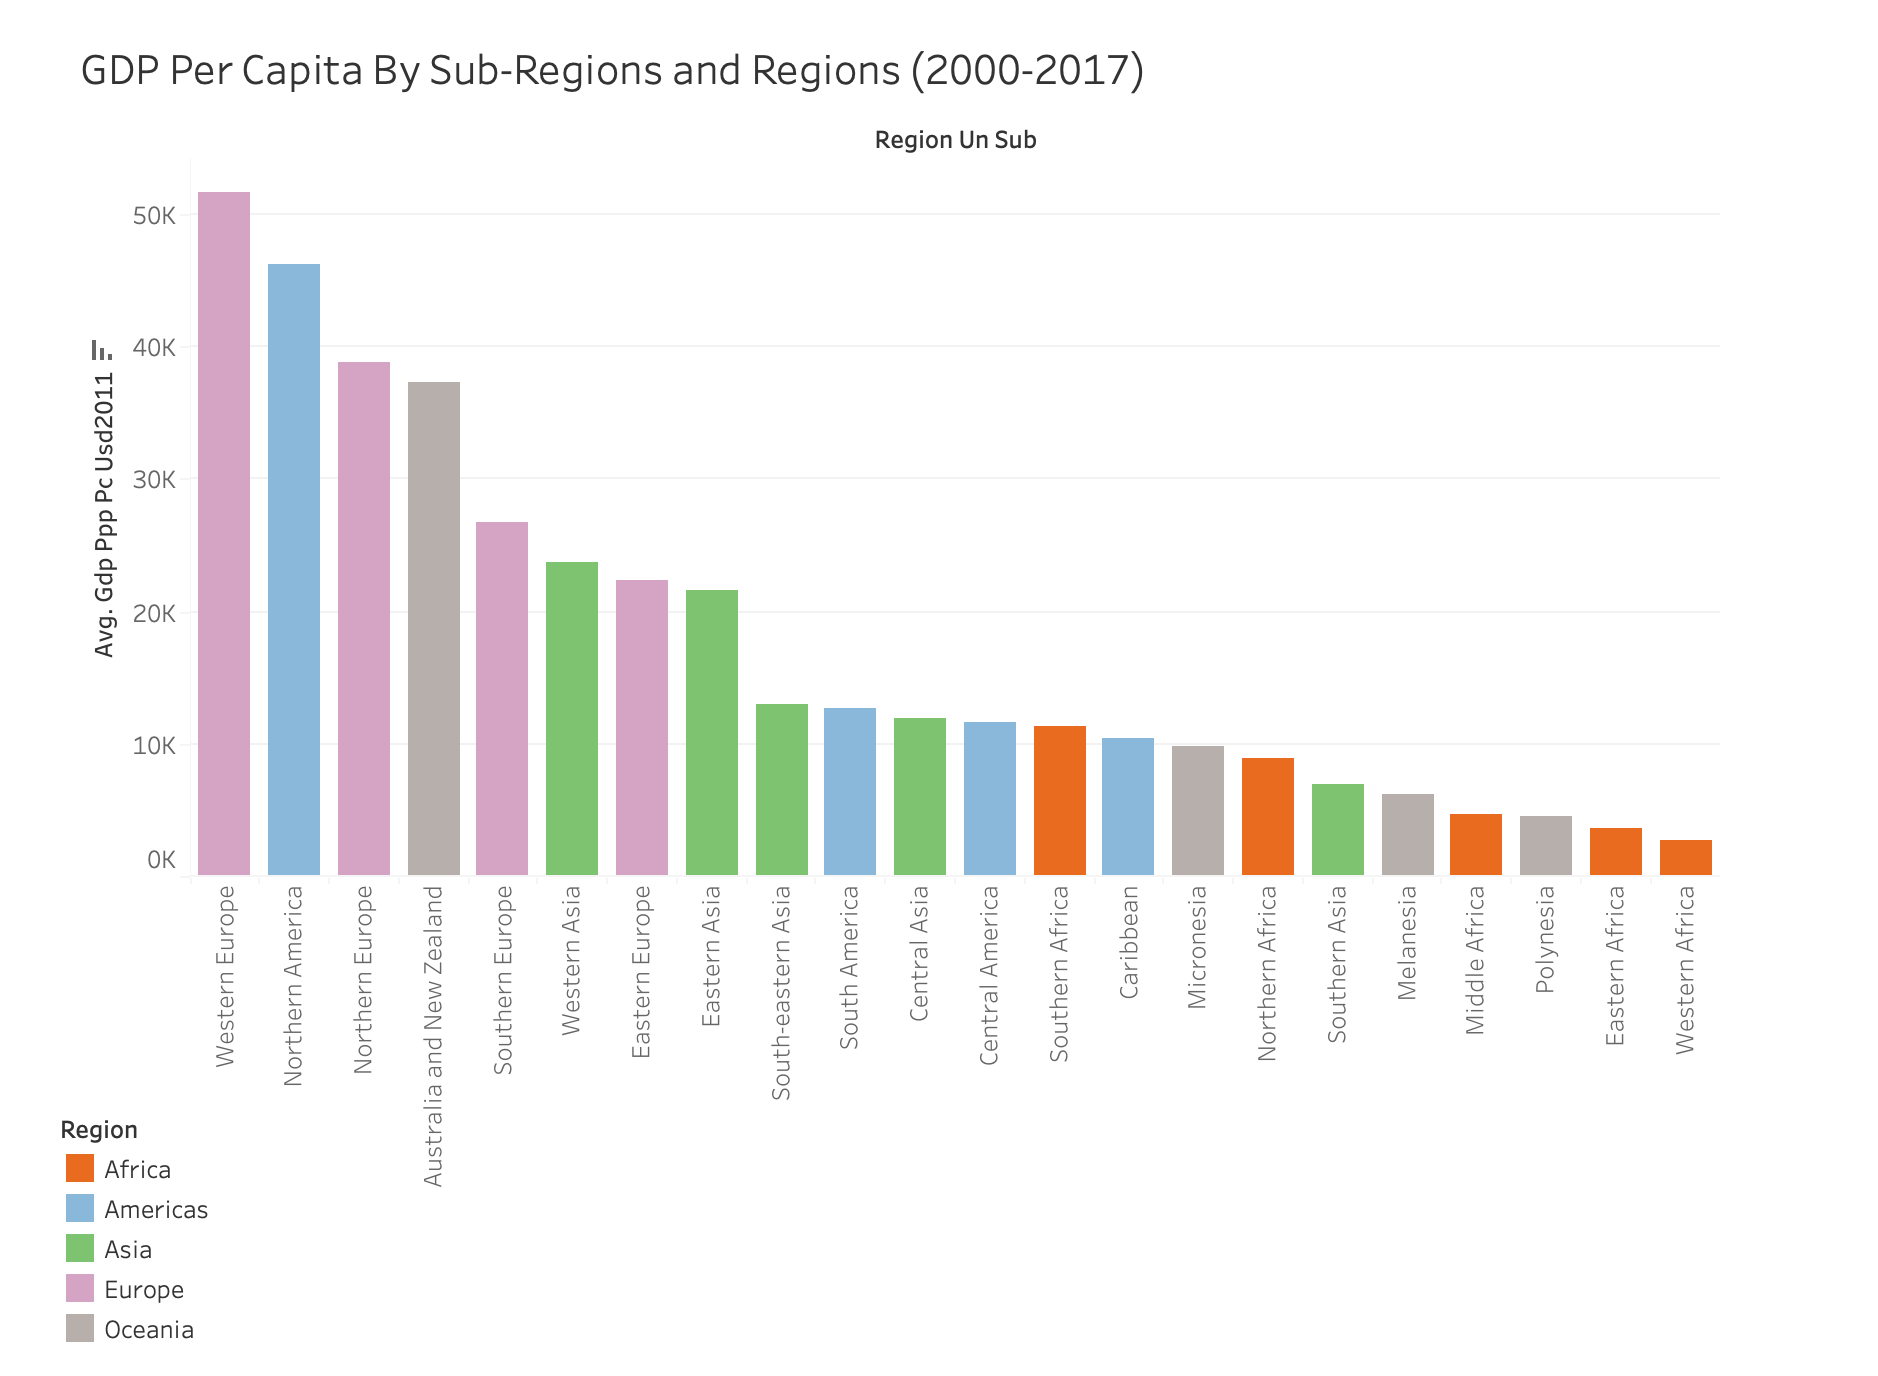 GDP Per Capita By Sub-Regions and Regions (2000-2017)
Region Un Sub
Avg. Gdp Ppp Pc Usd2011
50K
40K
30K
20K
10K
0K
Western Europe
Northern America
Northern Europe
Australia and New Zealand
Southern Europe
Western Asia
Eastern Europe
Eastern Asia
South-eastern Asia
South America
Central Asia
Central America
Southern Africa
Caribbean
Micronesia
Northern Africa
Southern Asia
Melanesia
Middle Africa
Polynesia
Eastern Africa
Western Africa
Region
Africa
Americas
Asia
Europe
Oceania